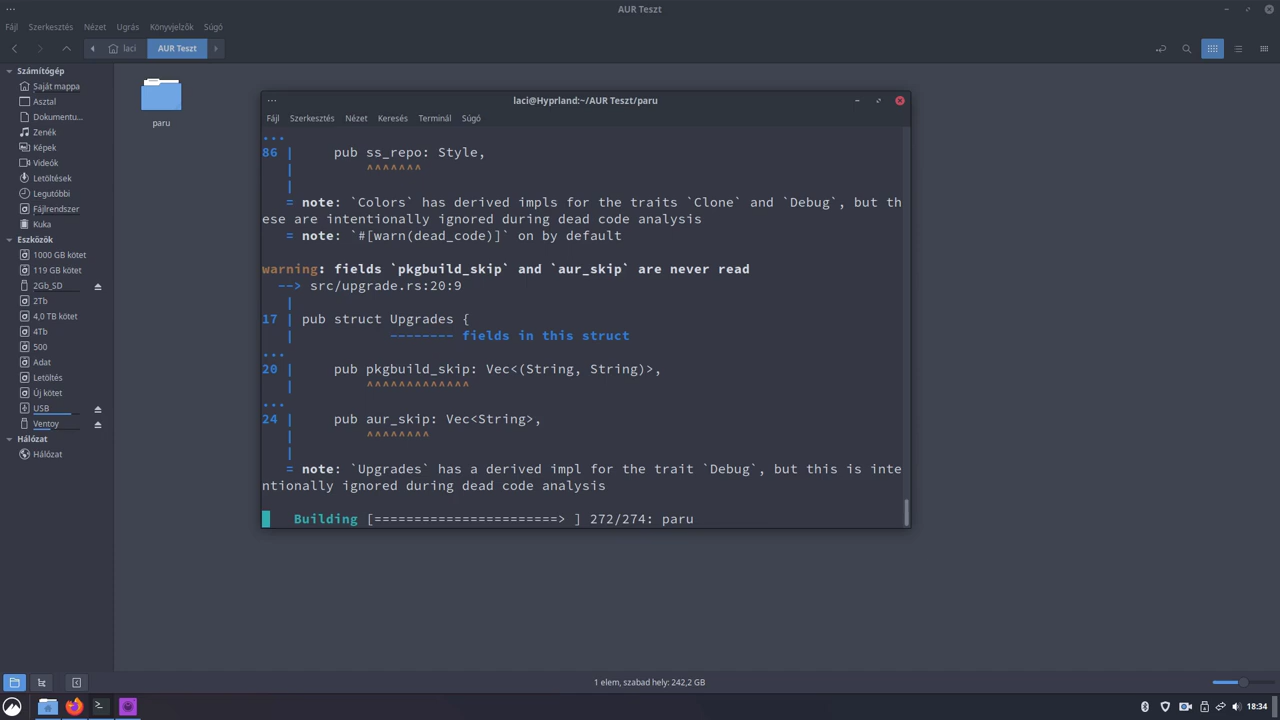 AUR Teszt
Fájl Szerkesztés Nézet Ugrás Könyvjelzők Súgó
laci AUR Teszt
Számítógép
Saját mappa
Asztal
Dokumentu...
Zenék
Képek
Videók
Letöltések
Legutóbbi
Fájlrendszer
Kuka
Eszközök
1000 GB kötet
119 GB kötet
2Gb_SD
2Tb
4,0 TB kötet
4Tb
500
Adat
Letöltés
Új kötet
USB
Ventoy
Hálózat
Hálózat
paru
laci@Hyprland:~/AUR Teszt/paru
Fájl Szerkesztés Nézet Keresés Terminál Súgó
...
86 |     pub ss_repo: Style,
   |         ^^^^^^^
   |
   = note: `Colors` has derived impls for the traits `Clone` and `Debug`, but th
ese are intentionally ignored during dead code analysis
   = note: `#[warn(dead_code)]` on by default
warning: fields `pkgbuild_skip` and `aur_skip` are never read
  --> src/upgrade.rs:20:9
   |
17 | pub struct Upgrades {
   |            -------- fields in this struct
...
20 |     pub pkgbuild_skip: Vec<(String, String)>,
   |         ^^^^^^^^^^^^^
...
24 |     pub aur_skip: Vec<String>,
   |         ^^^^^^^^
   |
   = note: `Upgrades` has a derived impl for the trait `Debug`, but this is inte
ntionally ignored during dead code analysis
    Building [=======================> ] 272/274: paru
1 elem, szabad hely: 242,2 GB
18:34